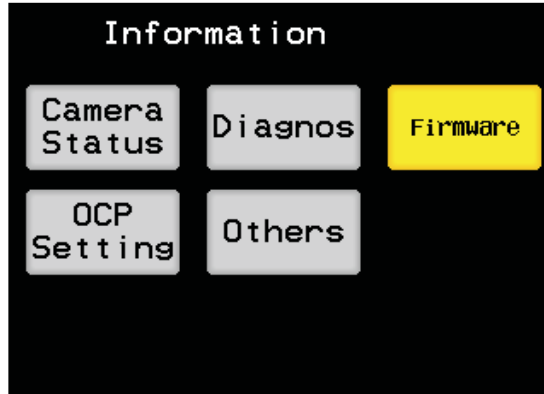 Information
Camera
Status
Diagnos
Firmware
OCP
Setting
Others